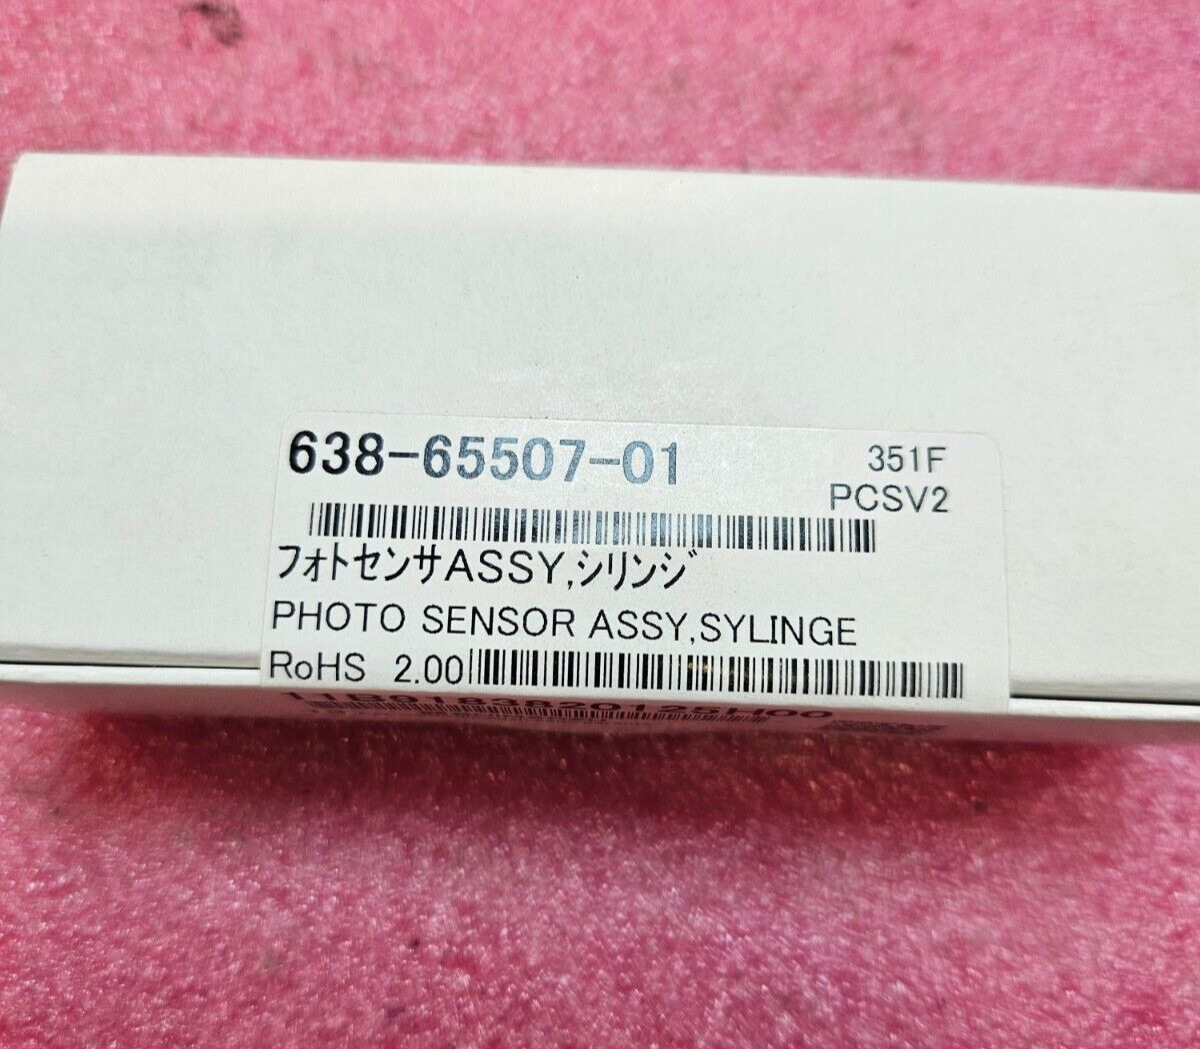 638-65507-01
351F
PCSV2
フォトセンサASSY,シリンジ
PHOTO SENSOR ASSY,SYLINGE
RoHS 2.00